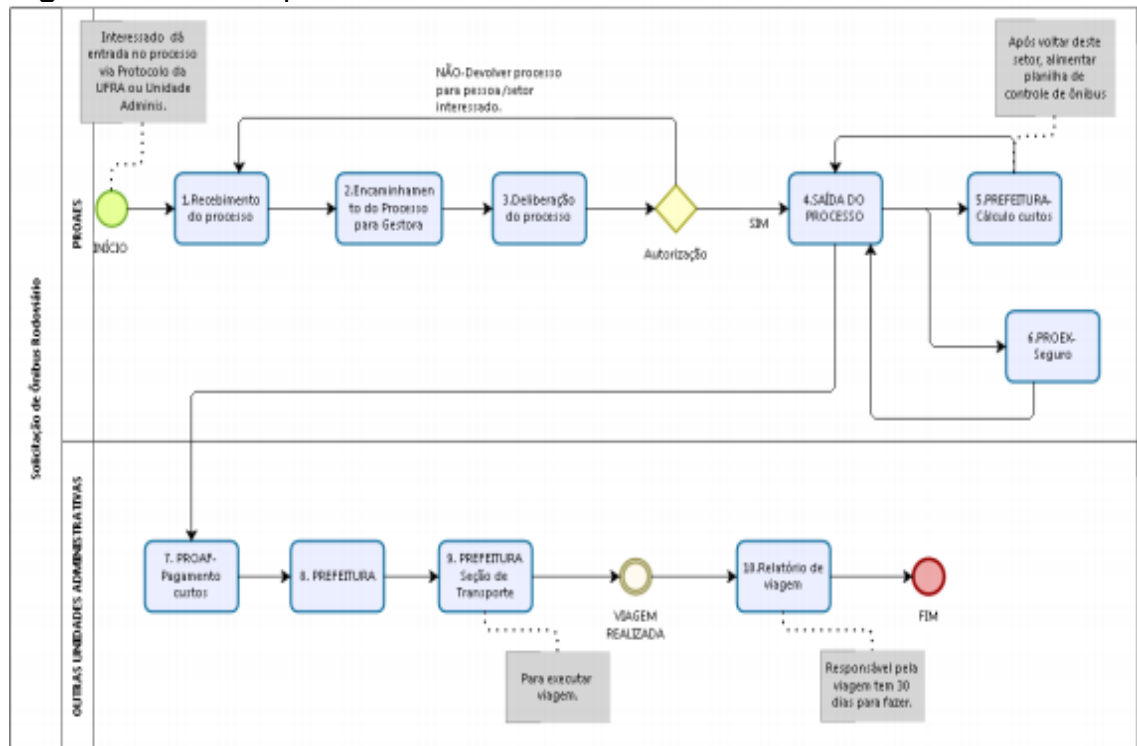 Interessado dá
entrada no processo
via Protocolo da
UFRA ou Unidade
Adminis.
NÃO-Devolver processo
para pessoa/setor
interessado.
Após voltar deste
setor, alimentar
planilha de
controle de ônibus
Solicitação de Ônibus Rodoviário
PROAES
INÍCIO
1.Recebimento
do processo
2.Encaminhamen
to do Processo
para Gestora
3.Deliberação
do processo
Autorização
SIM
4.SAÍDA DO
PROCESSO
5.PREFEITURA-
Cálculo custos
6.PROEX-
Seguro
OUTRAS UNIDADES ADMINISTRATIVAS
7. PROAF-
Pagamento
custos
8. PREFEITURA
9. PREFEITURA
Seção de
Transporte
VIAGEM
REALIZADA
10.Relatório de
viagem
FIM
Para executar
viagem.
Responsável pela
viagem tem 30
dias para fazer.